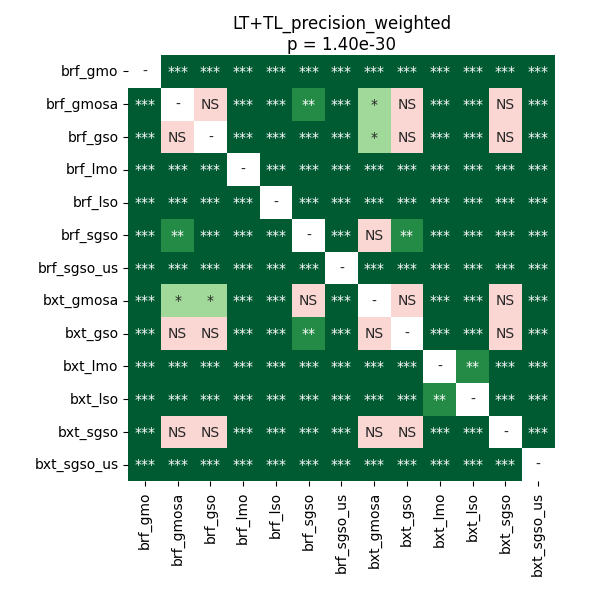 LT+TL_precision_weighted
p = 1.40e-30
brf_gmo - *** *** *** *** *** *** *** *** *** *** *** ***
brf_gmosa *** - NS *** *** ** *** * NS *** *** NS ***
brf_gso *** NS - *** *** *** *** * NS *** *** NS ***
brf_lmo *** *** *** - *** *** *** *** *** *** *** *** ***
brf_lso *** *** *** *** - *** *** *** *** *** *** *** ***
brf_sgso *** ** *** *** *** - *** NS ** *** *** *** ***
brf_sgso_us *** *** *** *** *** *** - *** *** *** *** *** ***
bxt_gmosa *** * * *** *** NS *** - NS *** *** NS ***
bxt_gso *** NS NS *** *** ** *** NS - *** *** NS ***
bxt_lmo *** *** *** *** *** *** *** *** *** - ** *** ***
bxt_lso *** *** *** *** *** *** *** *** *** ** - *** ***
bxt_sgso *** NS NS *** *** *** *** NS NS *** *** - ***
bxt_sgso_us *** *** *** *** *** *** *** *** *** *** *** *** -
brf_gmo brf_gmosa brf_gso brf_lmo brf_lso brf_sgso brf_sgso_us bxt_gmosa bxt_gso bxt_lmo bxt_lso bxt_sgso bxt_sgso_us